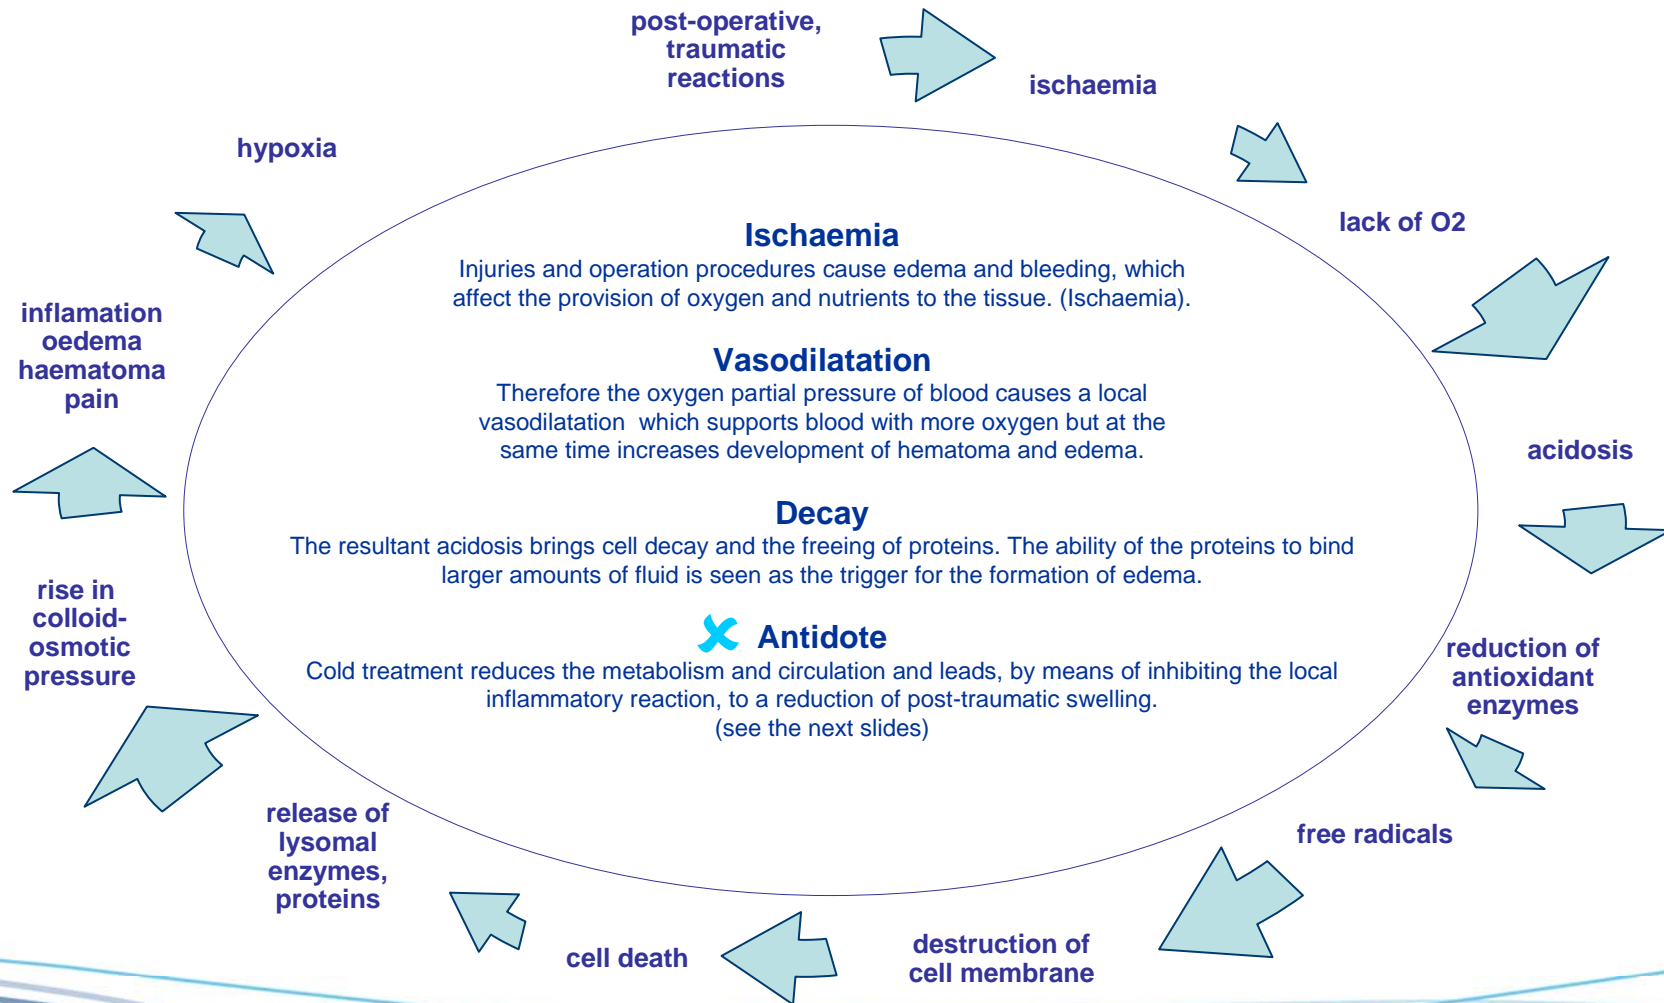 post-operative,
traumatic
reactions
ischaemia
lack of O2
acidosis
reduction of
antioxidant
enzymes
free radicals
destruction of
cell membrane
cell death
release of
lysomal
enzymes,
proteins
rise in
colloid-
osmotic
pressure
inflamation
oedema
haematoma
pain
hypoxia
Ischaemia
Injuries and operation procedures cause edema and bleeding, which
affect the provision of oxygen and nutrients to the tissue. (Ischaemia).
Vasodilatation
Therefore the oxygen partial pressure of blood causes a local
vasodilatation which supports blood with more oxygen but at the
same time increases development of hematoma and edema.
Decay
The resultant acidosis brings cell decay and the freeing of proteins. The ability of the proteins to bind
larger amounts of fluid is seen as the trigger for the formation of edema.
Antidote
Cold treatment reduces the metabolism and circulation and leads, by means of inhibiting the local
inflammatory reaction, to a reduction of post-traumatic swelling.
(see the next slides)